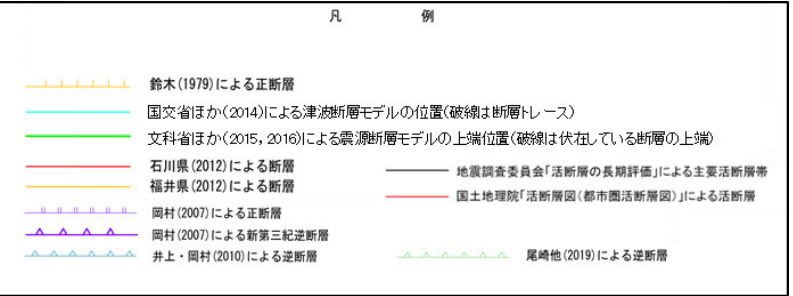 凡 例
鈴木(1979)による正断層
国交省ほか(2014)による津波断層モデルの位置(破線は断層トレース)
文科省ほか(2015，2016)による震源断層モデルの上端位置(破線は伏在している断層の上端)
石川県(2012)による断層
福井県(2012)による断層
岡村(2007)による正断層
岡村(2007)による新第三紀逆断層
井上・岡村(2010)による逆断層
地震調査委員会「活断層の長期評価」による主要活断層帯
国土地理院「活断層図(都市圏活断層図)」による活断層
尾崎他(2019)による逆断層